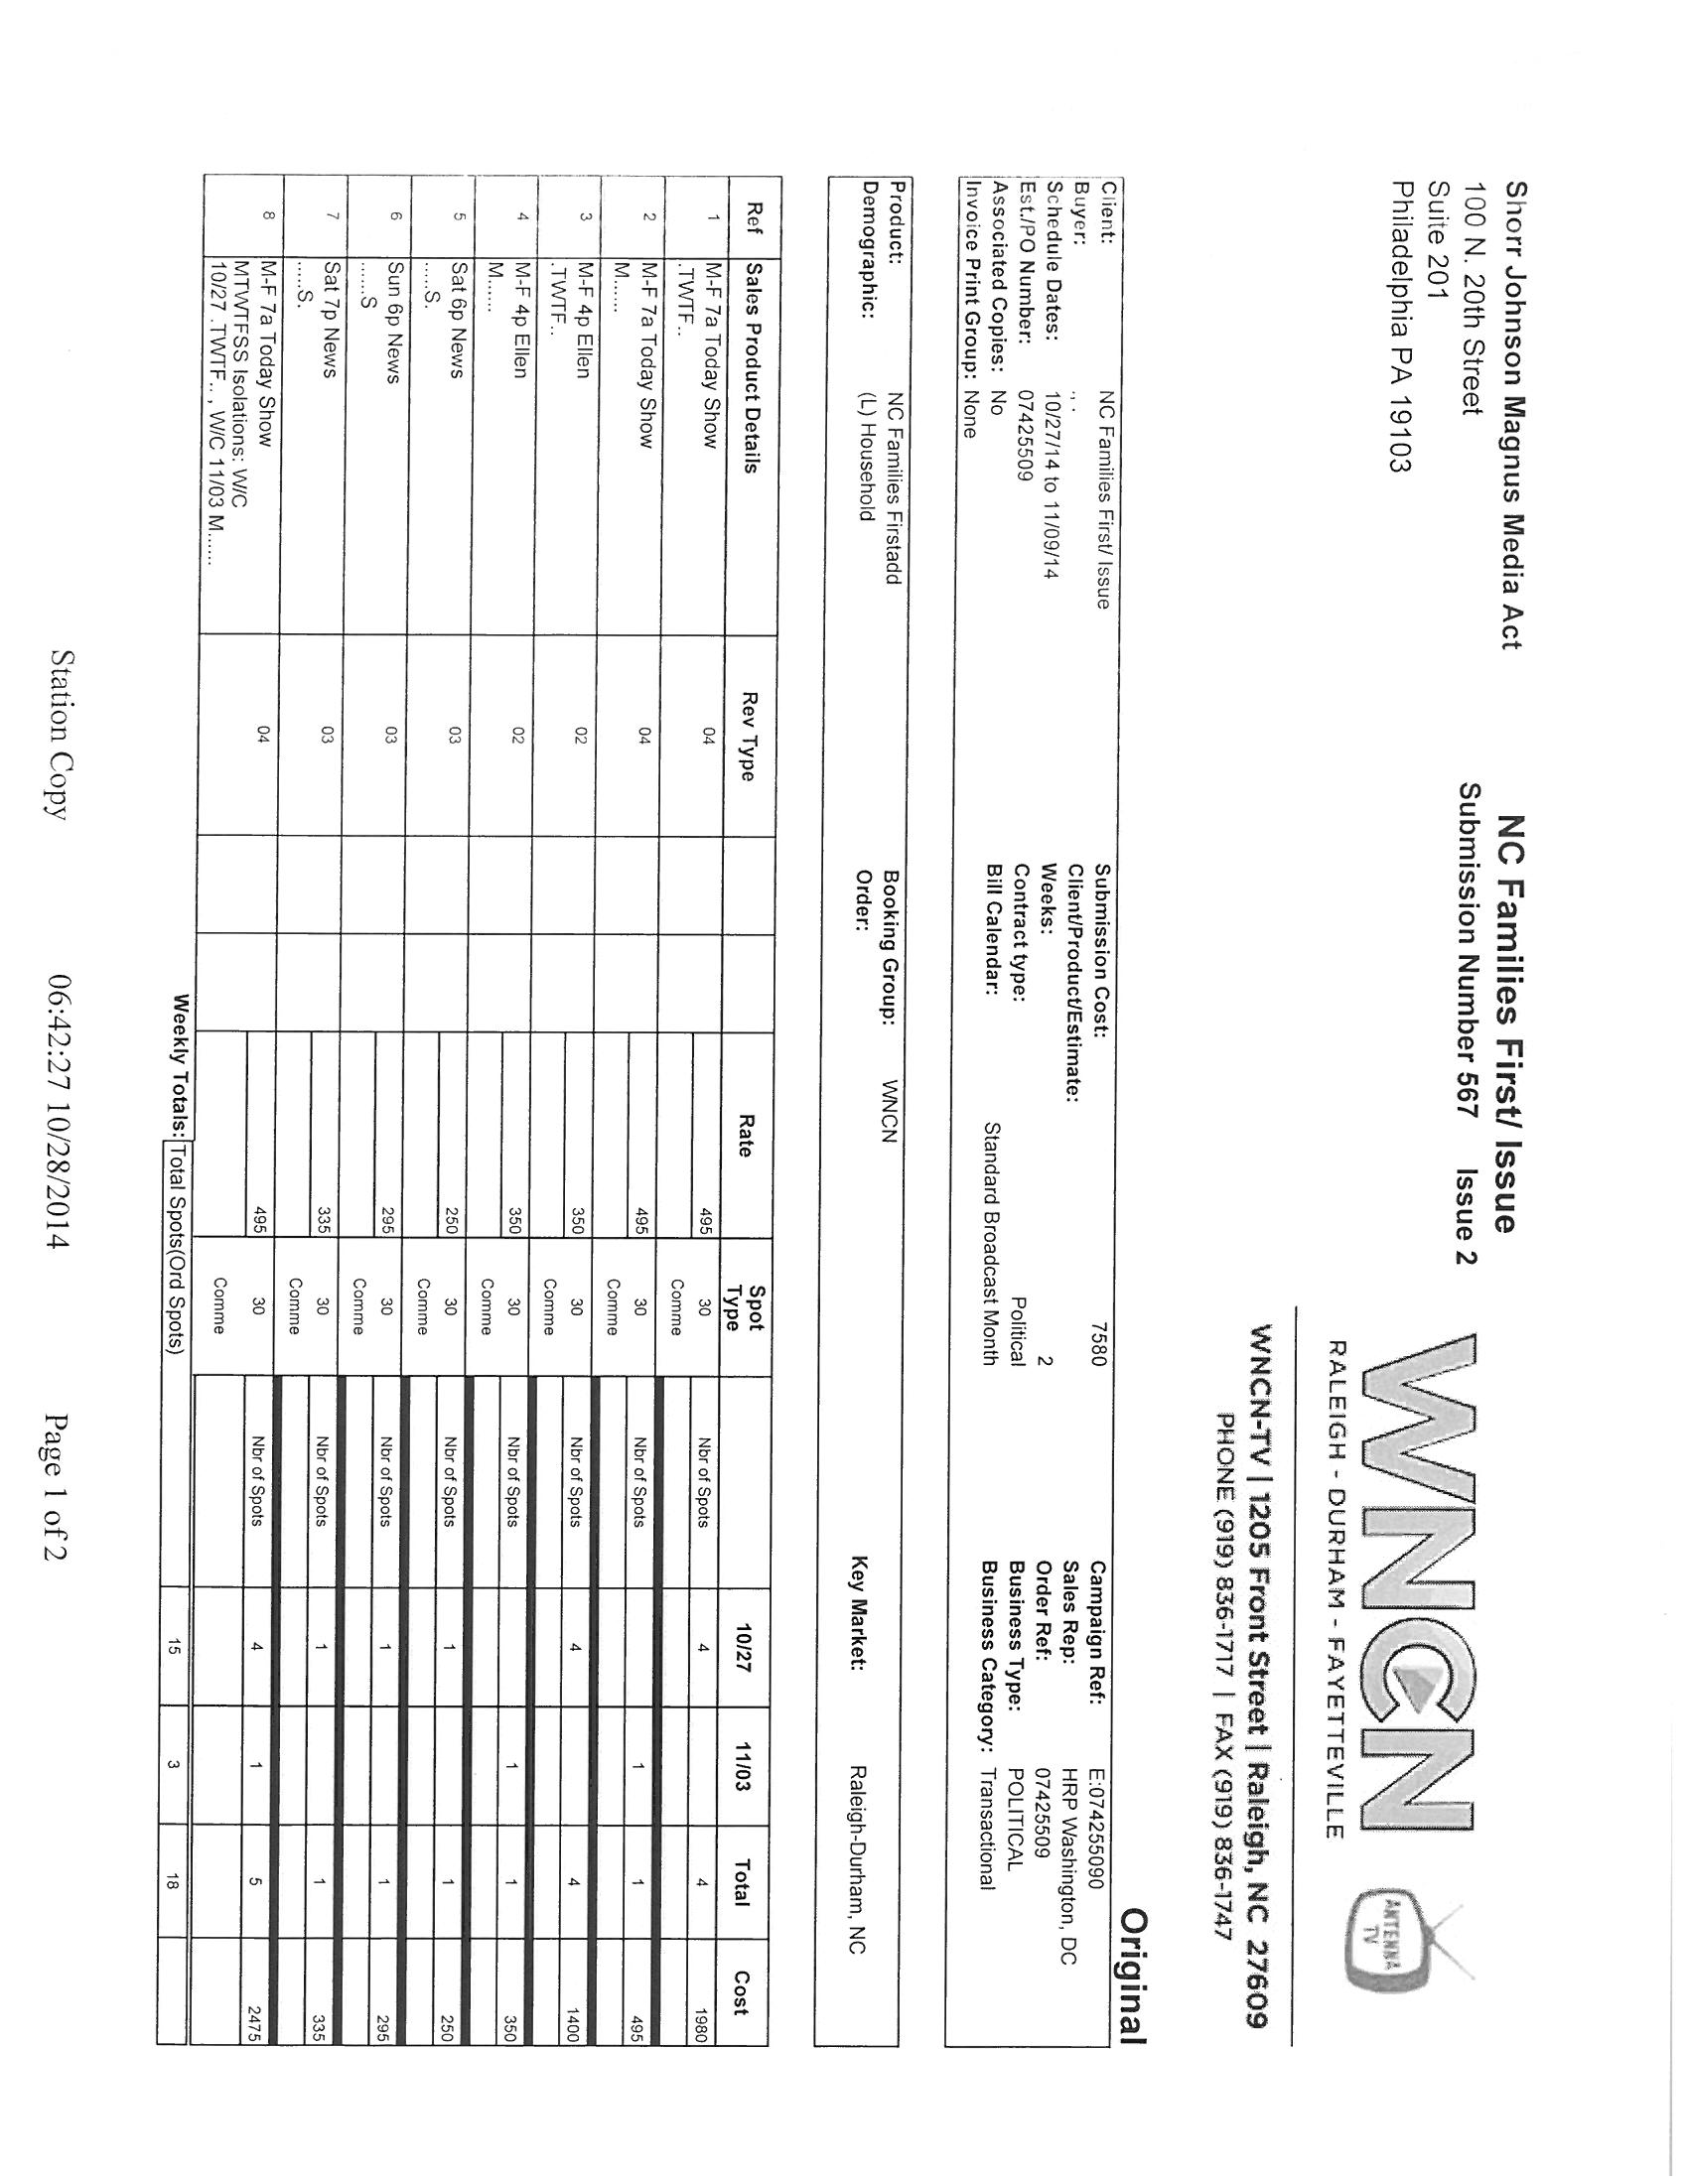 Shorr Johnson Magnus Media Act
100 N. 20th Street
Suite 201
Philadelphia PA 19103
NC Families First/ Issue
Submission Number 567 Issue 2
WNCN
RALEIGH - DURHAM - FAYETTEVILLE
ANTENNA
TV
WNCN-TV | 1205 Front Street | Raleigh, NC 27609
PHONE (919) 836-1717 | FAX (919) 836-1747
Original
Client: NC Families First/ Issue Submission Cost: 7580 Campaign Ref: E:074255090
Buyer: ., . Client/Product/Estimate: Sales Rep: HRP Washington, DC
Schedule Dates: 10/27/14 to 11/09/14 Weeks: 2 Order Ref: 07425509
Est./PO Number: 07425509 Contract type: Political Business Type: POLITICAL
Associated Copies: No Bill Calendar: Standard Broadcast Month Business Category: Transactional
Invoice Print Group: None
Product: NC Families Firstadd Booking Group: WNCN
Demographic: (L) Household Order: Key Market: Raleigh-Durham, NC
Ref Sales Product Details Rev Type Rate Spot Type 10/27 11/03 Total Cost
1 M-F 7a Today Show 04 495 30 Nbr of Spots 4 4 1980
.TWTF.. Comme
2 M-F 7a Today Show 04 495 30 Nbr of Spots 1 1 495
M...... Comme
3 M-F 4p Ellen 02 350 30 Nbr of Spots 4 4 1400
.TWTF.. Comme
4 M-F 4p Ellen 02 350 30 Nbr of Spots 1 1 350
M...... Comme
5 Sat 6p News 03 250 30 Nbr of Spots 1 1 250
.....S. Comme
6 Sun 6p News 03 295 30 Nbr of Spots 1 1 295
......S Comme
7 Sat 7p News 03 335 30 Nbr of Spots 1 1 335
.....S. Comme
8 M-F 7a Today Show 04 495 30 Nbr of Spots 4 1 5 2475
MTWTFSS Isolations: W/C
10/27 .TWTF.., W/C 11/03 M...... Comme
Weekly Totals: Total Spots(Ord Spots) 15 3 18
Station Copy 06:42:27 10/28/2014 Page 1 of 2